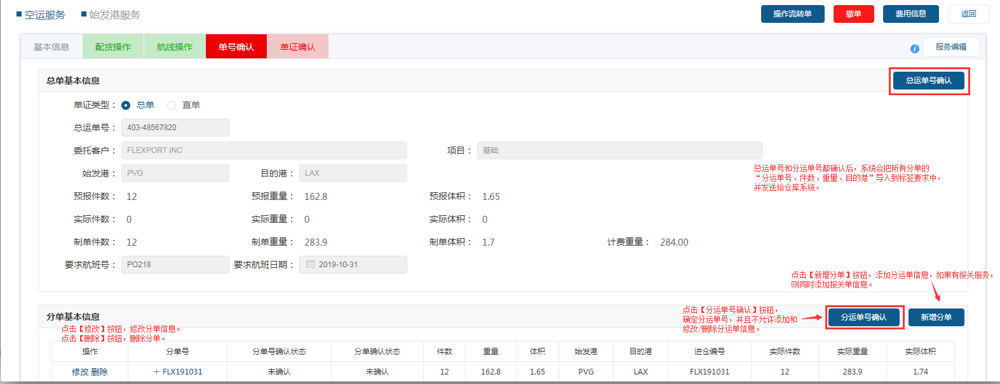 空运服务 始发港服务 操作流转单 撤单 费用信息 返回
基本信息 配货操作 航线操作 单号确认 单证确认 i 服务编辑
总单基本信息 总运单号确认
单证类型： 总单 直单
总运单号： 403-48567820
委托客户： FLEXPORT INC 项目： 基础
始发港： PVG 目的港： LAX
总运单号和分运单号都确认后，系统会把所有分单的
“分运单号、件数、重量、目的港”导入到标签要求中，
并发送给仓库系统。
预报件数： 12 预报重量： 162.8 预报体积： 1.65
实际件数： 0 实际重量： 0 实际体积： 0
制单件数： 12 制单重量： 283.9 制单体积： 1.7 计费重量： 284.00
要求航班号： PO218 要求航班日期： 2019-10-31
点击【新增分单】按钮，添加分运单信息，如果有报关服务，
则同时添加报关单信息。
分单基本信息 分运单号确认 新增分单
点击【分运单号确认】按钮，
确定分运单号，并且不允许添加和
修改/删除分运单信息。
点击【修改】按钮，修改分单信息。
点击【删除】按钮，删除分单。
操作 分单号 分单号确认状态 分单确认状态 件数 重量 体积 始发港 目的港 进仓编号 实际件数 实际重量 实际体积
修改 删除 + FLX191031 未确认 未确认 12 162.8 1.65 PVG LAX FLX191031 12 283.9 1.74